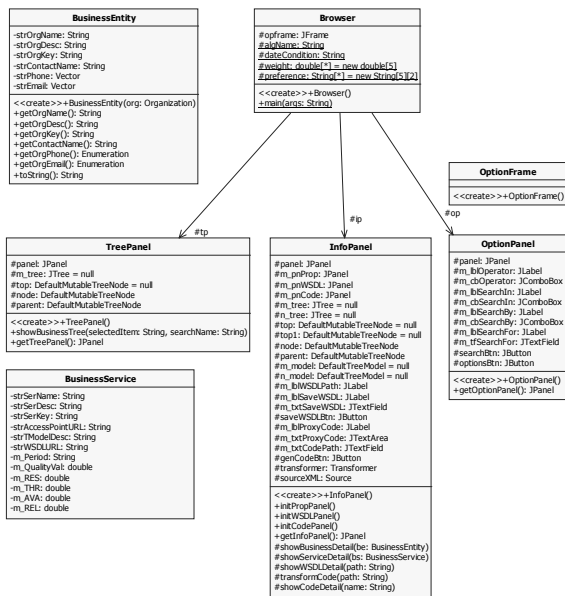 BusinessEntity
-strOrgName: String
-strOrgDesc: String
-strOrgKey: String
-strContactName: String
-strPhone: Vector
-strEmail: Vector
<<create>>+BusinessEntity(org: Organization)
+getOrgName(): String
+getOrgDesc(): String
+getOrgKey(): String
+getContactName(): String
+getOrgPhone(): Enumeration
+getOrgEmail(): Enumeration
+toString(): String
Browser
#opframe: JFrame
#algName: String
#dateCondition: String
#weight: double[*] = new double[5]
#preference: String[*] = new String[5][2]
<<create>>+Browser()
+main(args: String)
OptionFrame
<<create>>+OptionFrame()
#tp
#ip
#op
TreePanel
#panel: JPanel
#m_tree: JTree = null
#top: DefaultMutableTreeNode = null
#node: DefaultMutableTreeNode
#parent: DefaultMutableTreeNode
<<create>>+TreePanel()
+showBusinessTree(selectedItem: String, searchName: String)
+getTreePanel(): JPanel
InfoPanel
#panel: JPanel
#m_pnProp: JPanel
#m_pnWSDL: JPanel
#m_pnCode: JPanel
#m_tree: JTree = null
#n_tree: JTree = null
#top: DefaultMutableTreeNode = null
#top1: DefaultMutableTreeNode = null
#node: DefaultMutableTreeNode
#parent: DefaultMutableTreeNode
#m_model: DefaultTreeModel = null
#n_model: DefaultTreeModel = null
#m_lblWSDLPath: JLabel
#m_lblSaveWSDL: JLabel
#m_txtSaveWSDL: JTextField
#saveWSDLBtn: JButton
#m_lblProxyCode: JLabel
#m_txtProxyCode: JTextArea
#m_txtCodePath: JTextField
#genCodeBtn: JButton
#transformer: Transformer
#sourceXML: Source
<<create>>+InfoPanel()
+initPropPanel()
+initWSDLPanel()
+initCodePanel()
+getInfoPanel(): JPanel
#showBusinessDetail(be: BusinessEntity)
#showServiceDetail(bs: BusinessService)
#showWSDLDetail(path: String)
#transformCode(path: String)
#showCodeDetail(name: String)
OptionPanel
#panel: JPanel
#m_lblOperator: JLabel
#m_cbOperator: JComboBox
#m_lblSearchIn: JLabel
#m_cbSearchIn: JComboBox
#m_lblSearchBy: JLabel
#m_cbSearchBy: JComboBox
#m_lblSearchFor: JLabel
#m_tfSearchFor: JTextField
#searchBtn: JButton
#optionsBtn: JButton
<<create>>+OptionPanel()
+getOptionPanel(): JPanel
BusinessService
-strSerName: String
-strSerDesc: String
-strSerKey: String
-strAccessPointURL: String
-strTModelDesc: String
-strWSDLURL: String
-m_Period: String
-m_QualityVal: double
-m_RES: double
-m_THR: double
-m_AVA: double
-m_REL: double